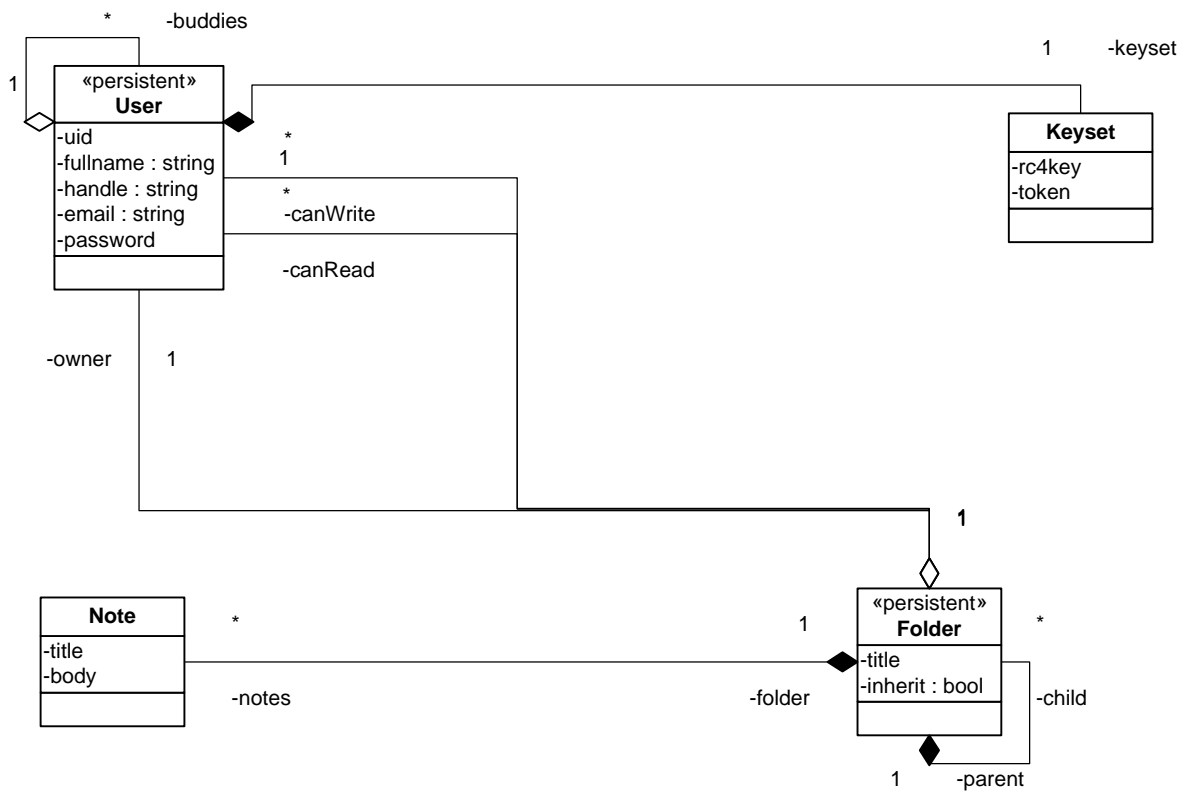 * -buddies
1 -keyset
1
«persistent»
User
-uid
-fullname : string
-handle : string
-email : string
-password
*
1
*
-canWrite
-canRead
Keyset
-rc4key
-token
-owner 1
1
Note
-title
-body
*
-notes
1
-folder
«persistent»
Folder
-title
-inherit : bool
*
-child
1 -parent